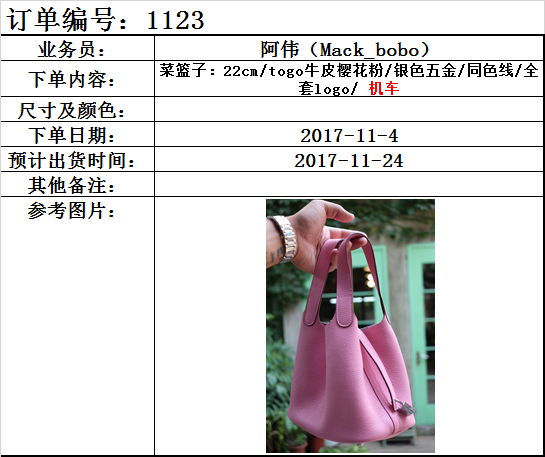 订单编号：1123
业务员：
阿伟（Mack_bobo）
下单内容：
菜篮子：22cm/togo牛皮樱花粉/银色五金/同色线/全
套logo/ 机车
尺寸及颜色：
下单日期：
2017-11-4
预计出货时间：
2017-11-24
其他备注：
参考图片：